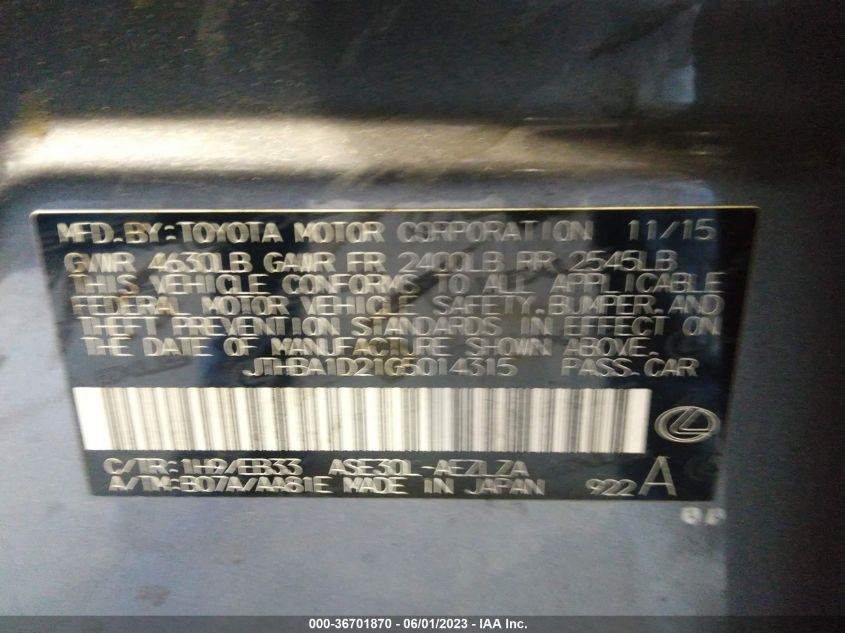 MFD. BY: TOYOTA MOTOR CORPORATION 11/15
GVWR 4630LB GAWR FR 2400LB RR 2545LB
THIS VEHICLE CONFORMS TO ALL APPLICABLE
FEDERAL MOTOR VEHICLE SAFETY, BUMPER, AND
THEFT PREVENTION STANDARDS IN EFFECT ON
THE DATE OF MANUFACTURE SHOWN ABOVE.
JTHBA1D21G5014315 PASS. CAR
C/TR: 1H9/EB33 ASE30L-AEZLZA
A/TM: B07A/AA81E MADE IN JAPAN 922 A
000-36701870 - 06/01/2023 - IAA Inc.